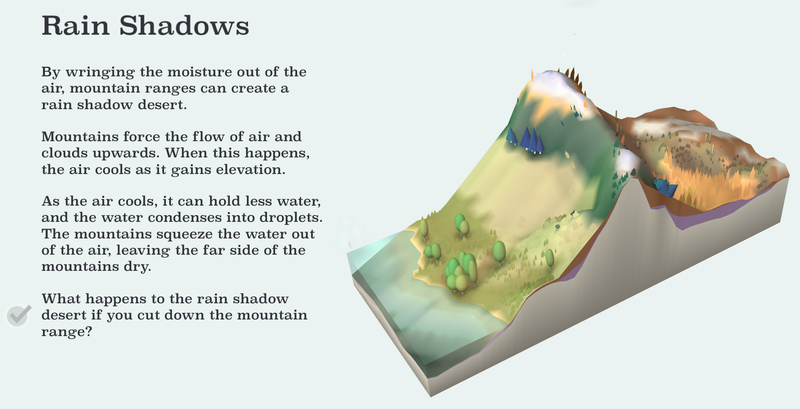 Rain Shadows
By wringing the moisture out of the
air, mountain ranges can create a
rain shadow desert.
Mountains force the flow of air and
clouds upwards. When this happens,
the air cools as it gains elevation.
As the air cools, it can hold less water,
and the water condenses into droplets.
The mountains squeeze the water out
of the air, leaving the far side of the
mountains dry.
What happens to the rain shadow
desert if you cut down the mountain
range?